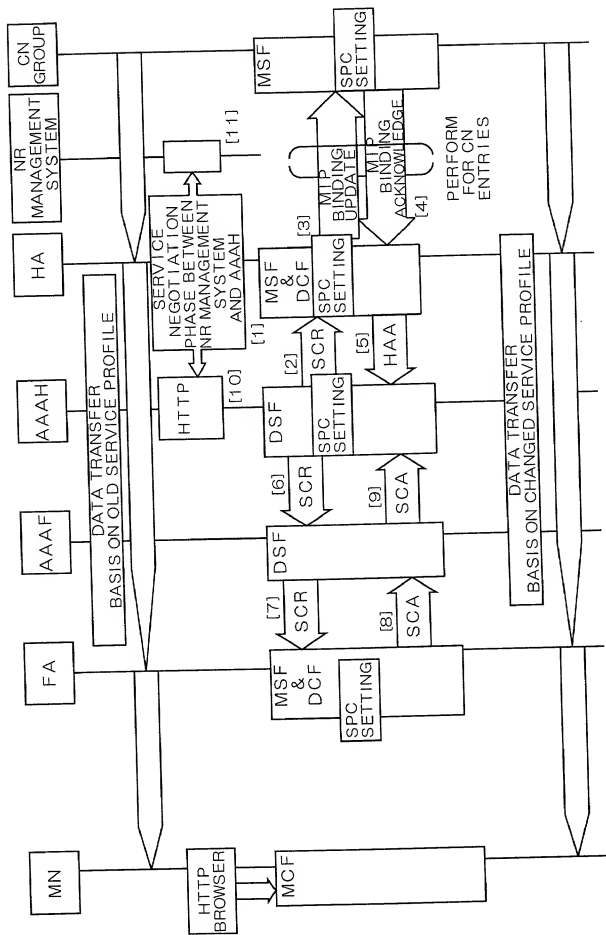 MN
FA
AAAF
AAAH
HA
NR
MANAGEMENT
SYSTEM
CN
GROUP
DATA TRANSFER
BASIS ON OLD SERVICE PROFILE
HTTP
BROWSER
HTTP
SERVICE
NEGOTIATION
PHASE BETWEEN
NR MANAGEMENT
SYSTEM
AND AAAH
[10]
[1]
[11]
MCF
MSF
&
DCF
SPC
SETTING
[7]
SCR
[8]
SCA
DSF
[6]
SCR
[9]
SCA
DSF
SPC
SETTING
[2]
SCR
[5]
HAA
MSF
&
DCF
SPC
SETTING
[3]
MIP
BINDING
UPDATE
MIP
BINDING
ACKNOWLEDGE
[4]
PERFORM
FOR CN
ENTRIES
MSF
SPC
SETTING
DATA TRANSFER
BASIS ON CHANGED SERVICE PROFILE